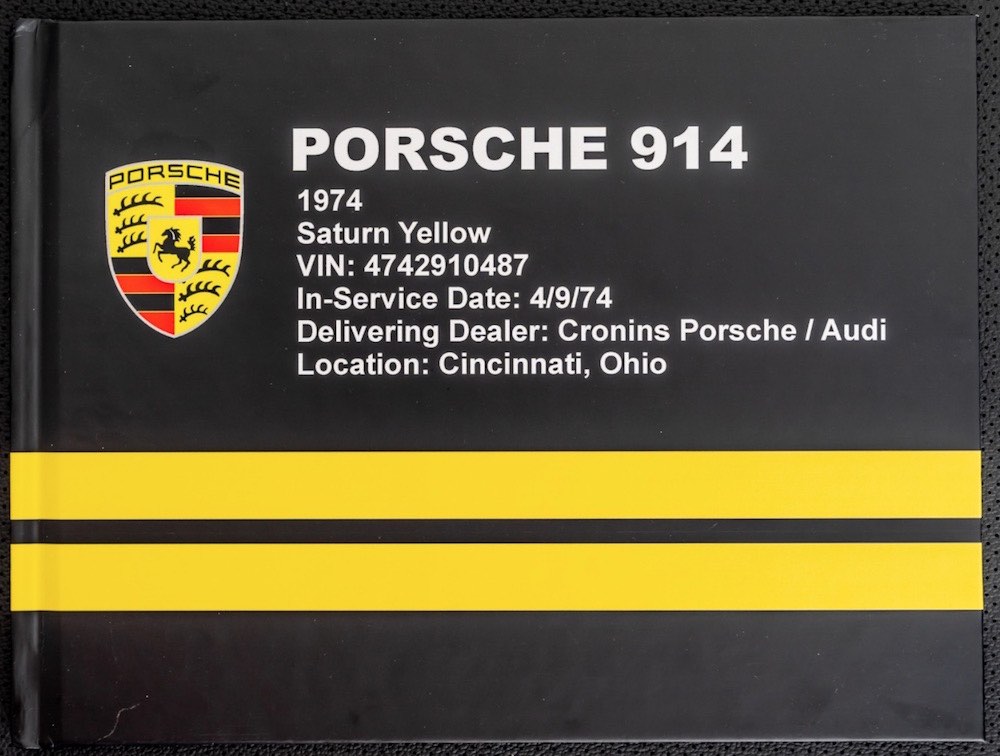 PORSCHE 914
PORSCHE
1974
Saturn Yellow
VIN: 4742910487
In-Service Date: 4/9/74
Delivering Dealer: Cronins Porsche / Audi
Location: Cincinnati, Ohio